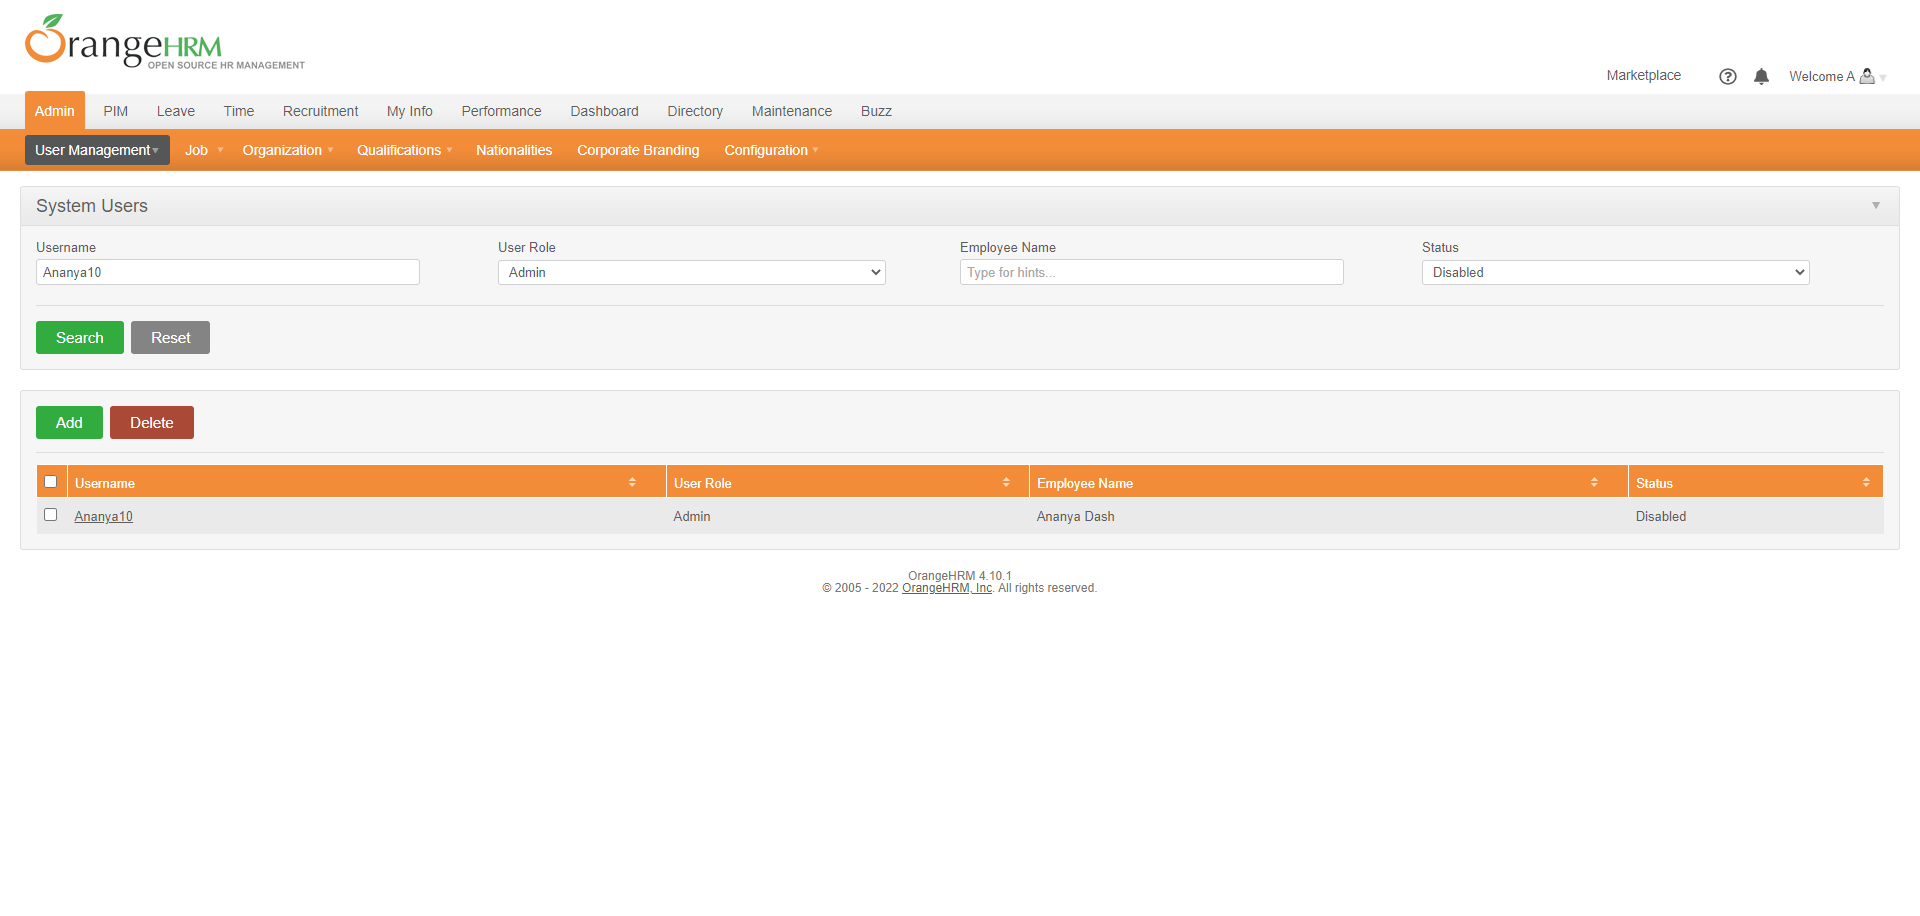 OrangeHRM
OPEN SOURCE HR MANAGEMENT
Marketplace ? Welcome A
Admin PIM Leave Time Recruitment My Info Performance Dashboard Directory Maintenance Buzz
User Management Job Organization Qualifications Nationalities Corporate Branding Configuration
System Users
Username User Role Employee Name Status
Ananya10 Admin Type for hints... Disabled
Search Reset
Add Delete
Username User Role Employee Name Status
Ananya10 Admin Ananya Dash Disabled
OrangeHRM 4.10.1
© 2005 - 2022 OrangeHRM, Inc. All rights reserved.